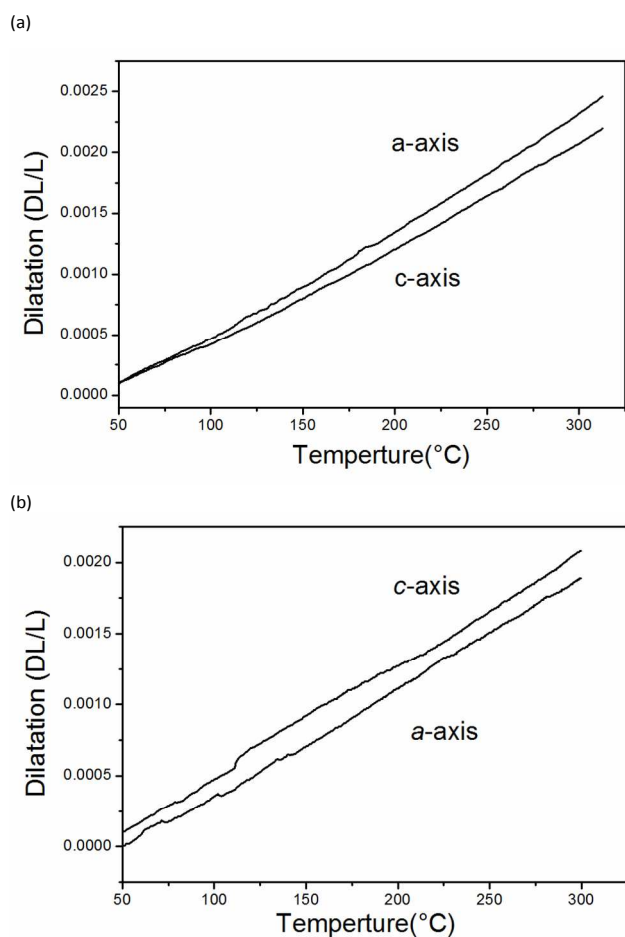 (a)
Dilatation (DL/L)
0.0025
0.0020
0.0015
0.0010
0.0005
0.0000
a-axis
c-axis
50 100 150 200 250 300
Temperture(°C)
(b)
Dilatation (DL/L)
0.0020
0.0015
0.0010
0.0005
0.0000
c-axis
a-axis
50 100 150 200 250 300
Temperture(°C)